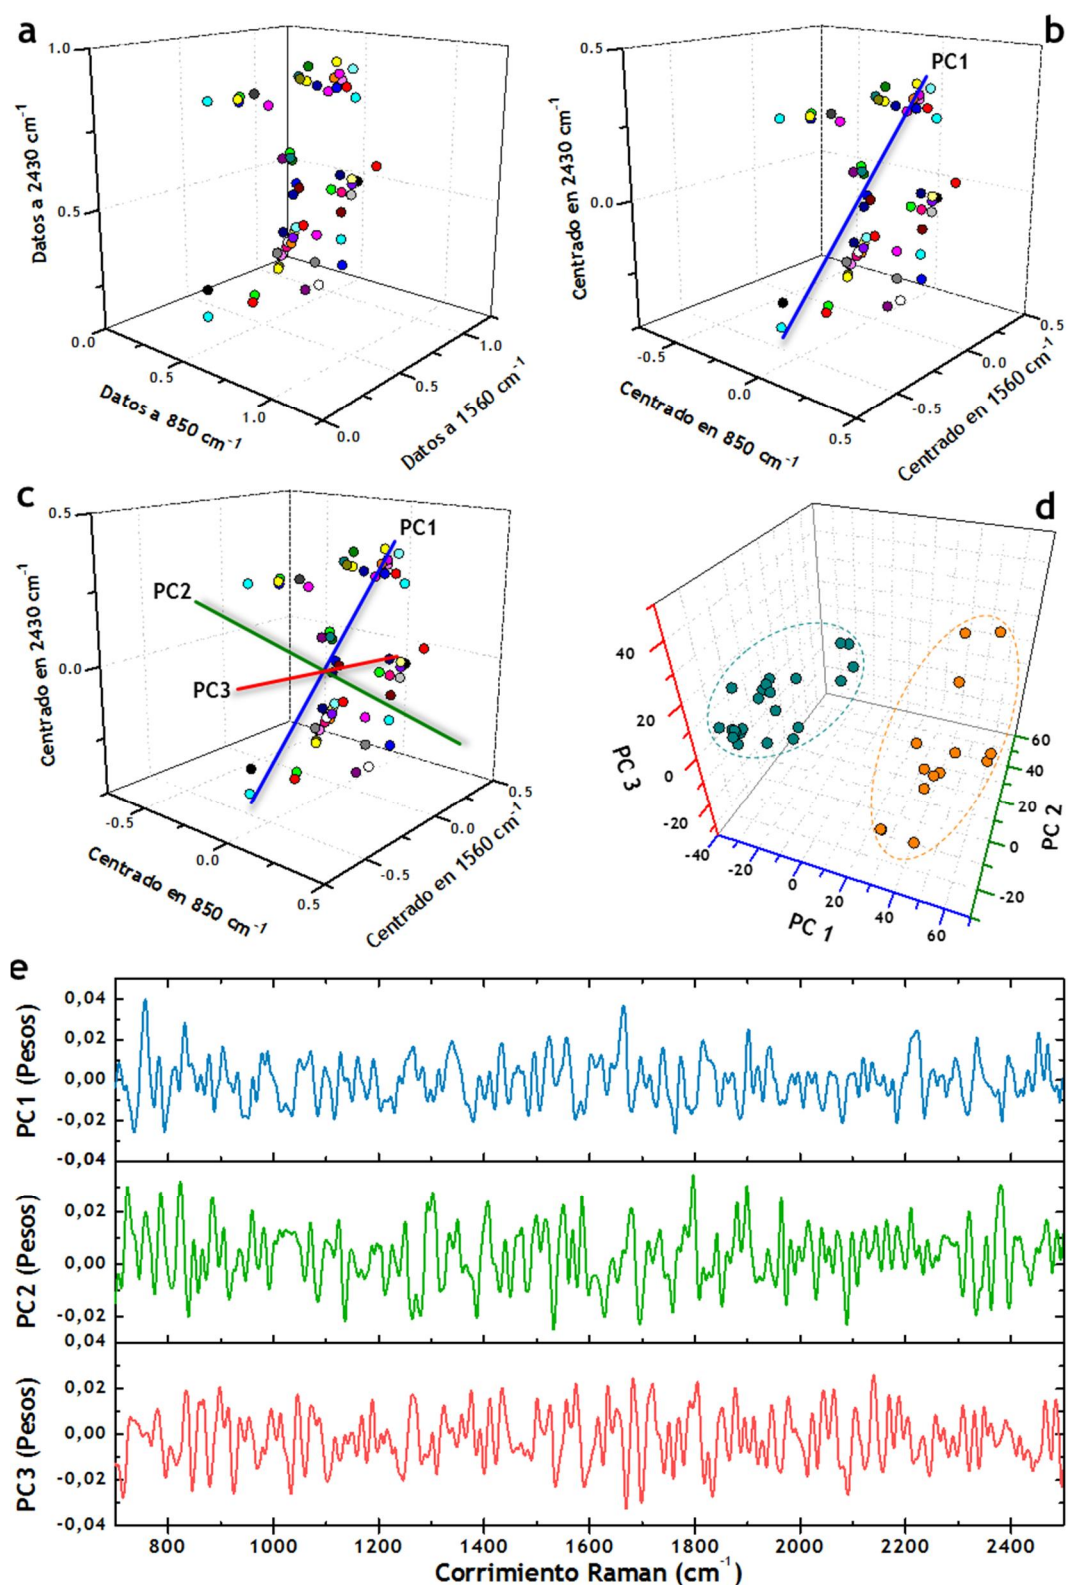 a
1.0
0.5
0.0
Datos a 2430 cm-1
0.5
1.0
Datos a 850 cm-1
0.0
0.5
1.0
Datos a 1560 cm-1
b
PC1
0.5
0.0
Centrado en 2430 cm-1
-0.5
0.0
0.5
Centrado en 850 cm-1
-0.5
0.0
0.5
Centrado en 1560 cm-1
c
PC1
PC2
PC3
0.5
0.0
Centrado en 2430 cm-1
-0.5
0.0
0.5
Centrado en 850 cm-1
-0.5
0.0
0.5
Centrado en 1560 cm-1
d
40
20
0
-20
PC 3
-40
-20
0
20
40
60
PC 1
60
40
20
0
-20
PC 2
e
0,04
0,02
0,00
-0,02
-0,04
PC1 (Pesos)
0,02
0,00
-0,02
PC2 (Pesos)
0,04
0,02
0,00
-0,02
-0,04
PC3 (Pesos)
800 1000 1200 1400 1600 1800 2000 2200 2400
Corrimiento Raman (cm-1)